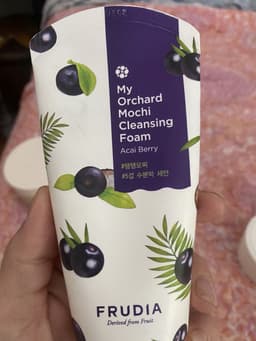 My
Orchard
Mochi
Cleansing
Foam
Acai Berry
#탱탱모찌
#5겹 수분막 세안
FRUDIA
Derived from Fruit